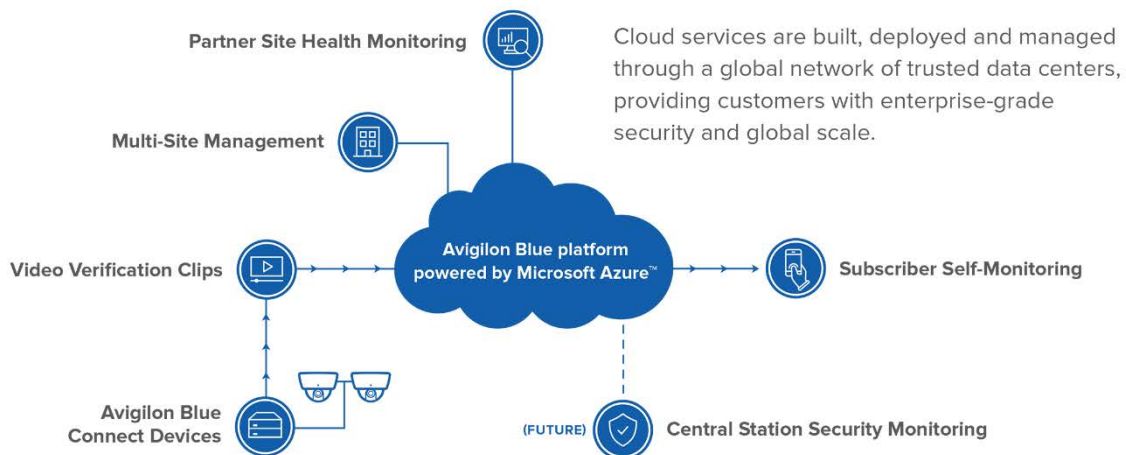 Partner Site Health Monitoring
Cloud services are built, deployed and managed
through a global network of trusted data centers,
providing customers with enterprise-grade
security and global scale.
Multi-Site Management
Avigilon Blue platform
powered by Microsoft Azure™
Video Verification Clips
Subscriber Self-Monitoring
Avigilon Blue
Connect Devices
(FUTURE)
Central Station Security Monitoring